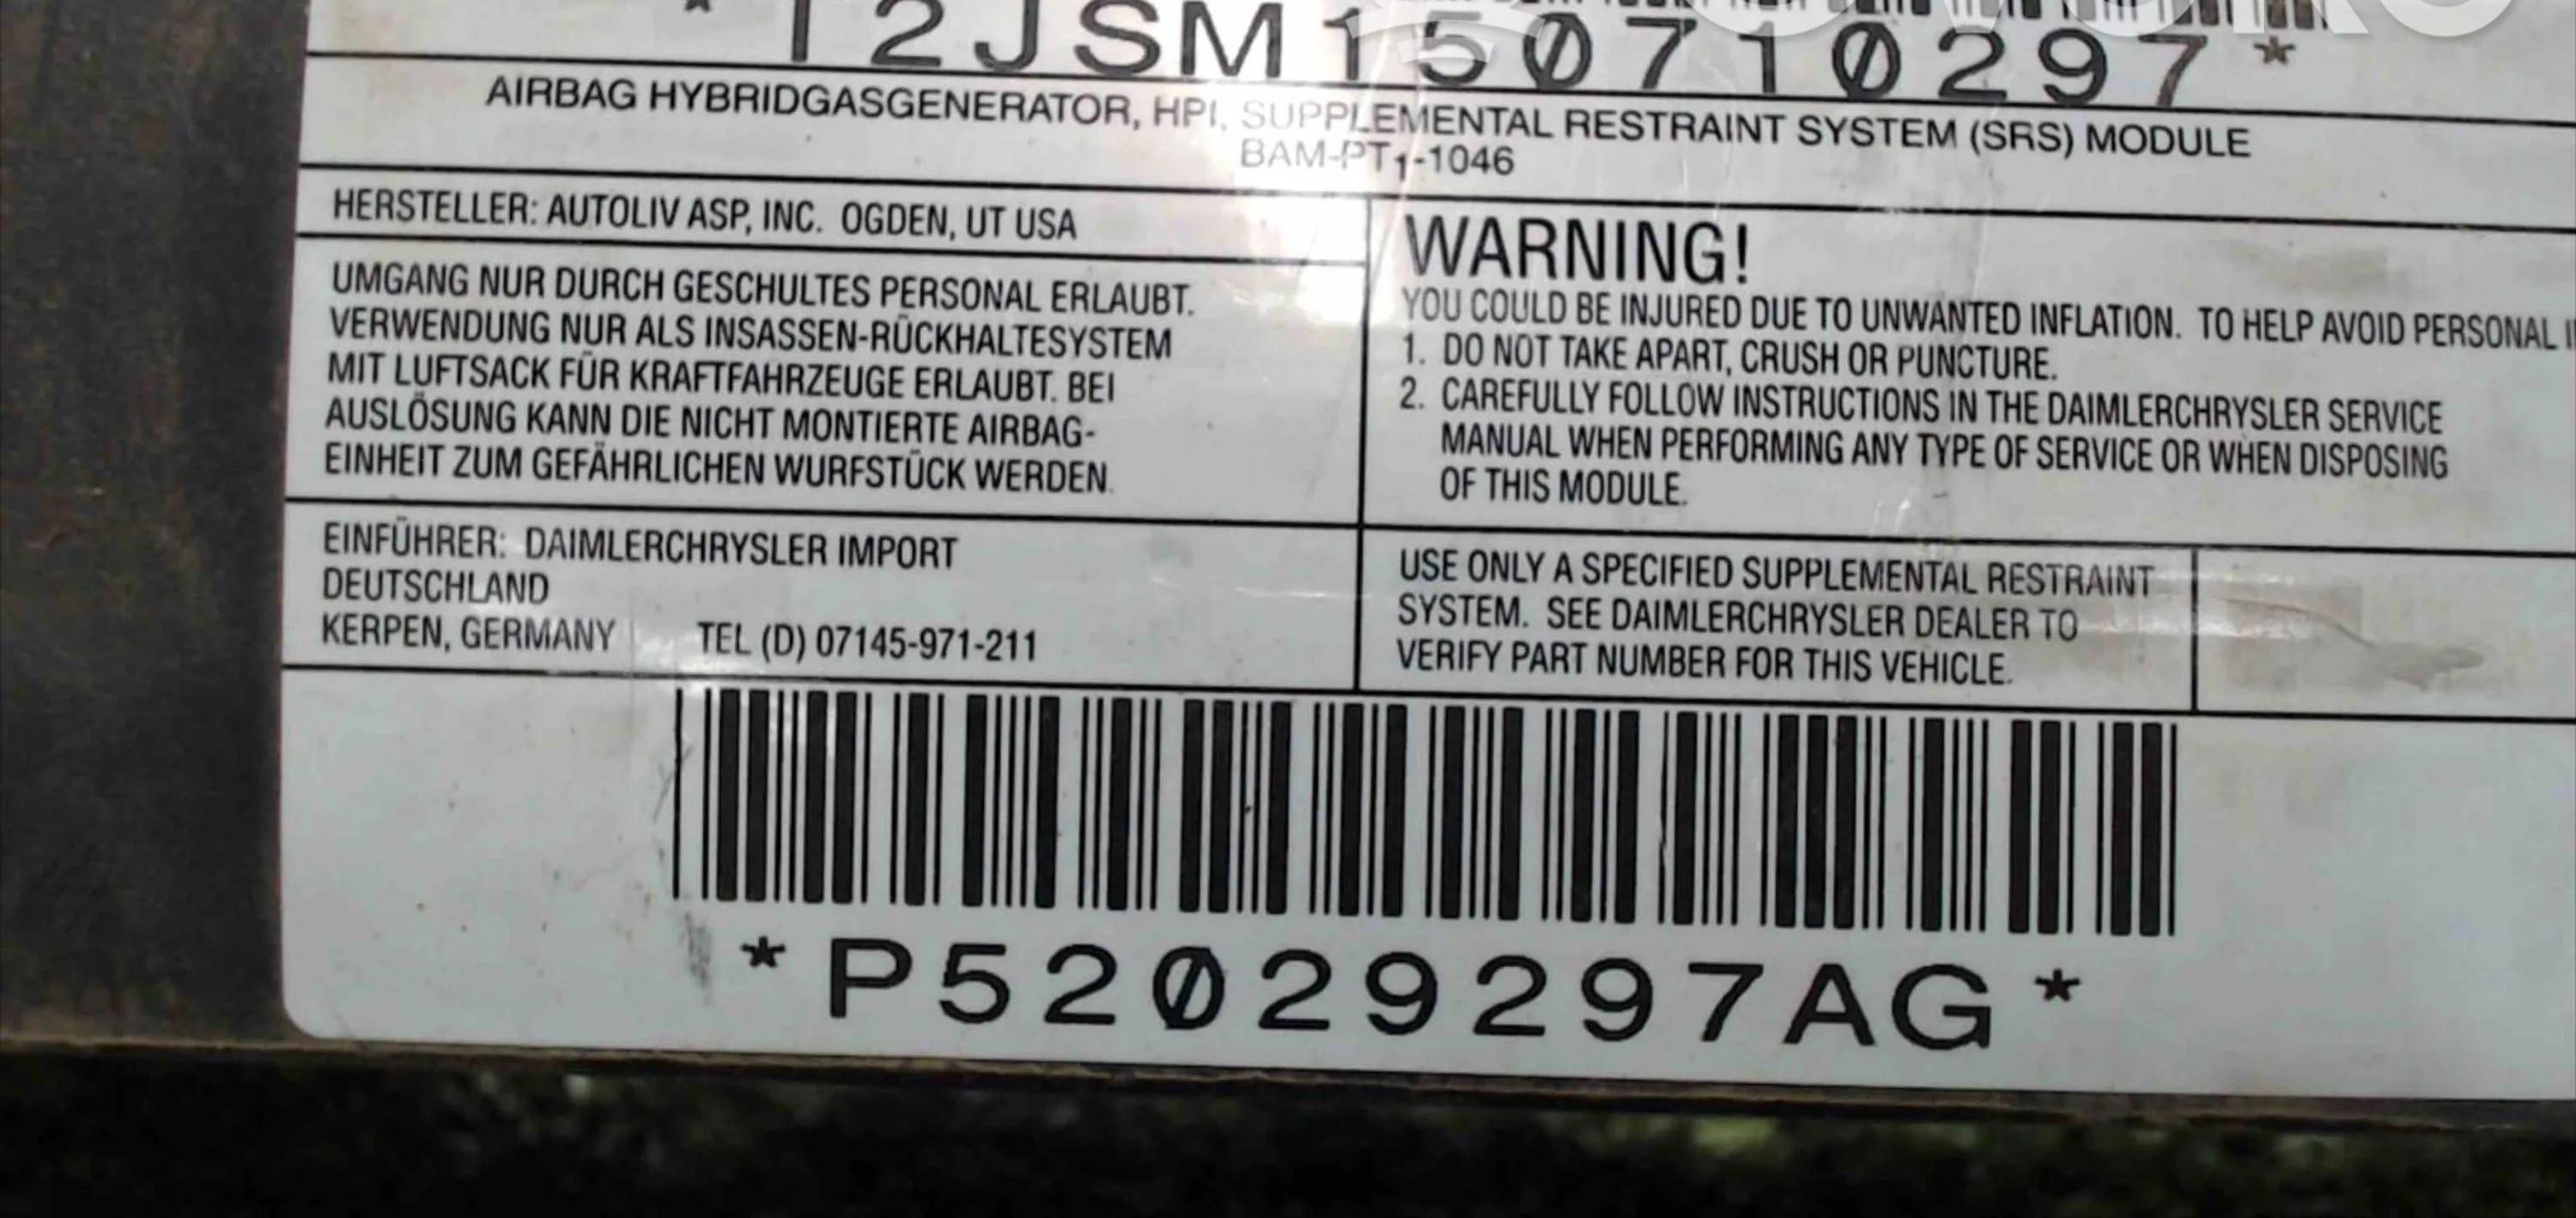 *T2JSM150710297*
AIRBAG HYBRIDGASGENERATOR, HPI, SUPPLEMENTAL RESTRAINT SYSTEM (SRS) MODULE
BAM-PT1-1046
HERSTELLER: AUTOLIV ASP, INC. OGDEN, UT USA
UMGANG NUR DURCH GESCHULTES PERSONAL ERLAUBT.
VERWENDUNG NUR ALS INSASSEN-RÜCKHALTESYSTEM
MIT LUFTSACK FÜR KRAFTFAHRZEUGE ERLAUBT. BEI
AUSLÖSUNG KANN DIE NICHT MONTIERTE AIRBAG-
EINHEIT ZUM GEFÄHRLICHEN WURFSTÜCK WERDEN.
WARNING!
YOU COULD BE INJURED DUE TO UNWANTED INFLATION. TO HELP AVOID PERSONAL
1. DO NOT TAKE APART, CRUSH OR PUNCTURE.
2. CAREFULLY FOLLOW INSTRUCTIONS IN THE DAIMLERCHRYSLER SERVICE
MANUAL WHEN PERFORMING ANY TYPE OF SERVICE OR WHEN DISPOSING
OF THIS MODULE.
EINFÜHRER: DAIMLERCHRYSLER IMPORT
DEUTSCHLAND
KERPEN, GERMANY TEL (D) 07145-971-211
USE ONLY A SPECIFIED SUPPLEMENTAL RESTRAINT
SYSTEM. SEE DAIMLERCHRYSLER DEALER TO
VERIFY PART NUMBER FOR THIS VEHICLE.
*P52029297AG*